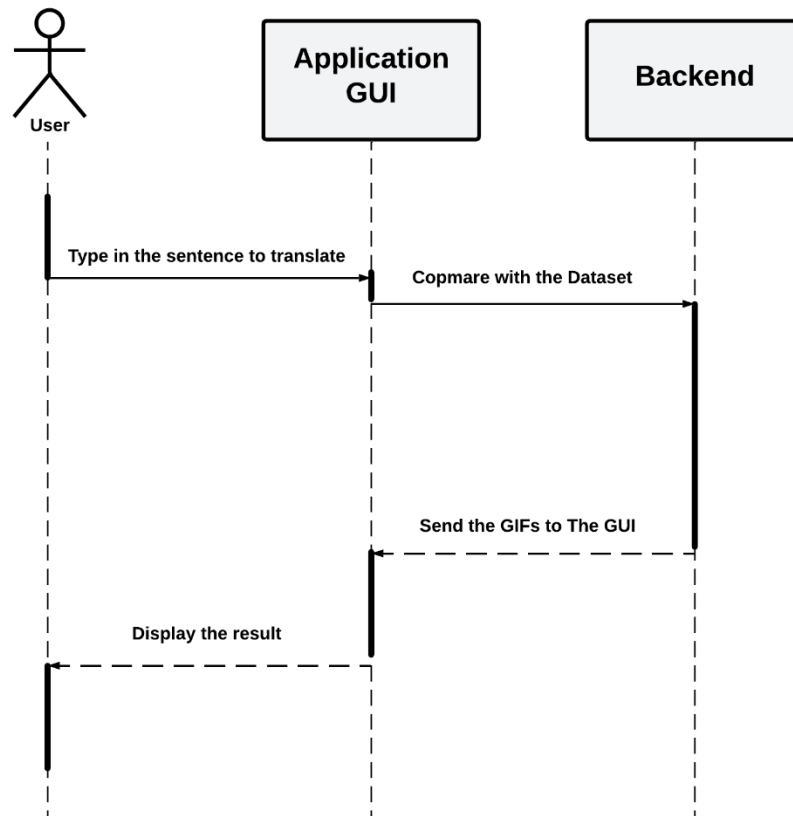 Application
GUI
Backend
User
Type in the sentence to translate
Copmare with the Dataset
Send the GIFs to The GUI
Display the result